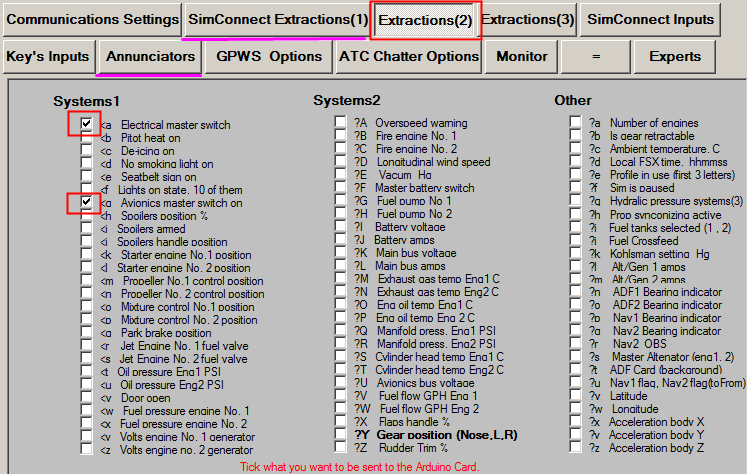 Communications Settings
SimConnect Extractions(1)
Extractions(2)
Extractions(3)
SimConnect Inputs
Key's Inputs
Annunciators
GPWS Options
ATC Chatter Options
Monitor
=
Experts
Systems1
<a Electrical master switch
<b Pitot heat on
<c De-icing on
<d No smoking light on
<e Seatbelt sign on
<f Lights on state. 10 of them
<g Avionics master switch on
<h Spoilers position %
<i Spoilers armed
<j Spoilers handle position
<k Starter engine No.1 position
<l Starter engine No. 2 position
<m Propeller No.1 control position
<n Propeller No. 2 control position
<o Mixture control No.1 position
<p Mixture control No. 2 position
<q Park brake position
<r Jet Engine No. 1 fuel valve
<s Jet Engine No. 2 fuel valve
<t Oil pressure Eng1 PSI
<u Oil pressure Eng2 PSI
<v Door open
<w Fuel pressure engine No. 1
<x Fuel pressure engine No. 2
<y Volts engine No. 1 generator
<z Volts engine no. 2 generator
Systems2
?A Overspeed warning
?B Fire engine No. 1
?C Fire engine No. 2
?D Longitudinal wind speed
?E Vacum Hg
?F Master battery switch
?G Fuel pump No 1
?H Fuel pump No 2
?I Battery voltage
?J Battery amps
?K Main bus voltage
?L Main bus amps
?M Exhaust gas temp Eng1 C
?N Exhaust gas temp Eng2 C
?O Eng oil temp Eng1 C
?P Eng oil temp Eng 2 C
?Q Manifold press. Eng1 PSI
?R Manifold press. Eng2 PSI
?S Cylinder head temp Eng1 C
?T Cylinder head temp Eng2 C
?U Avionics bus voltage
?V Fuel flow GPH Eng 1
?W Fuel flow GPH Eng 2
?X Flaps handle %
?Y Gear position (Nose,L,R)
?Z Rudder Trim %
Other
?a Number of engines
?b Is gear retractable
?c Ambient temperature. C
?d Local FSX time. hhmmss
?e Profile in use (first 3 letters)
?f Sim is paused
?g Hydralic pressure systems(3)
?h Prop synconizing active
?i Fuel tanks selected (1 , 2)
?j Fuel Crossfeed
?k Kohlsman setting Hg
?l Alt/Gen 1 amps
?m Alt/Gen 2 amps
?n ADF1 Bearing indicator
?o ADF2 Bearing indicator
?p Nav1 Bearing indicator
?q Nav2 Bearing indicator
?r Nav2 OBS
?s Master Altenator (eng1, 2)
?t ADF Card (background)
?u Nav1 flag, Nav2 flag(toFrom)
?v Latitude
?w Longitude
?x Acceleration body X
?y Acceleration body Y
?z Acceleration body Z
Tick what you want to be sent to the Arduino Card.